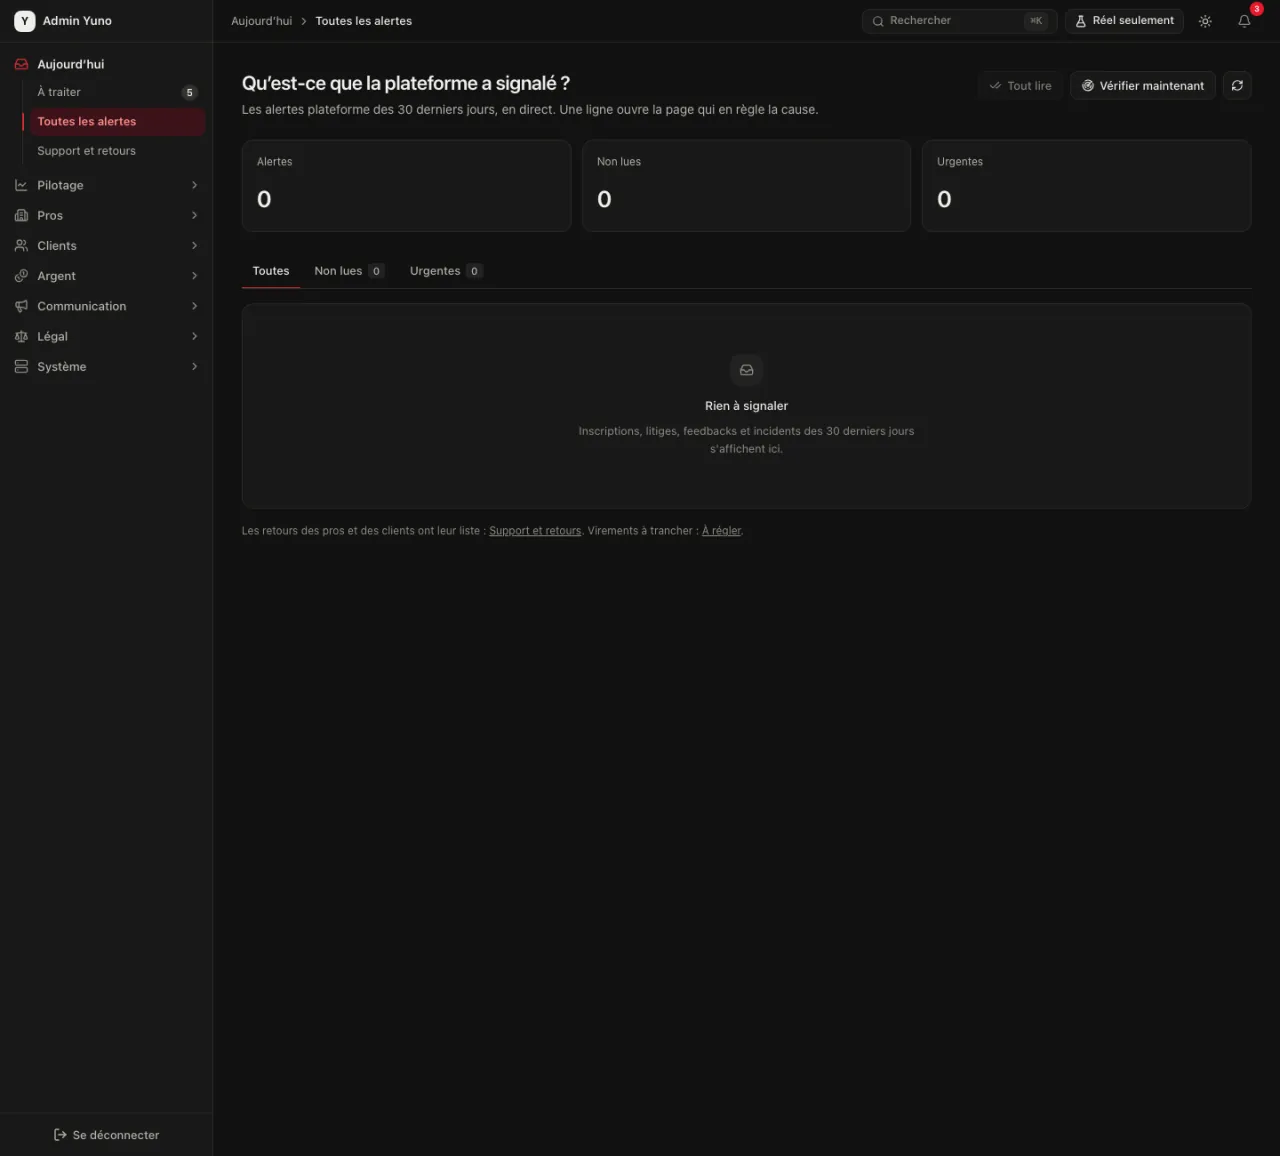 Y Admin Yuno
Aujourd'hui > Toutes les alertes
Rechercher ⌘K
Réel seulement
3
Aujourd'hui
À traiter 5
Toutes les alertes
Support et retours
Pilotage
Pros
Clients
Argent
Communication
Légal
Système
Se déconnecter
Qu'est-ce que la plateforme a signalé ?
Les alertes plateforme des 30 derniers jours, en direct. Une ligne ouvre la page qui en règle la cause.
Tout lire
Vérifier maintenant
Alertes
0
Non lues
0
Urgentes
0
Toutes Non lues 0 Urgentes 0
Rien à signaler
Inscriptions, litiges, feedbacks et incidents des 30 derniers jours
s'affichent ici.
Les retours des pros et des clients ont leur liste : Support et retours. Virements à trancher : À régler.